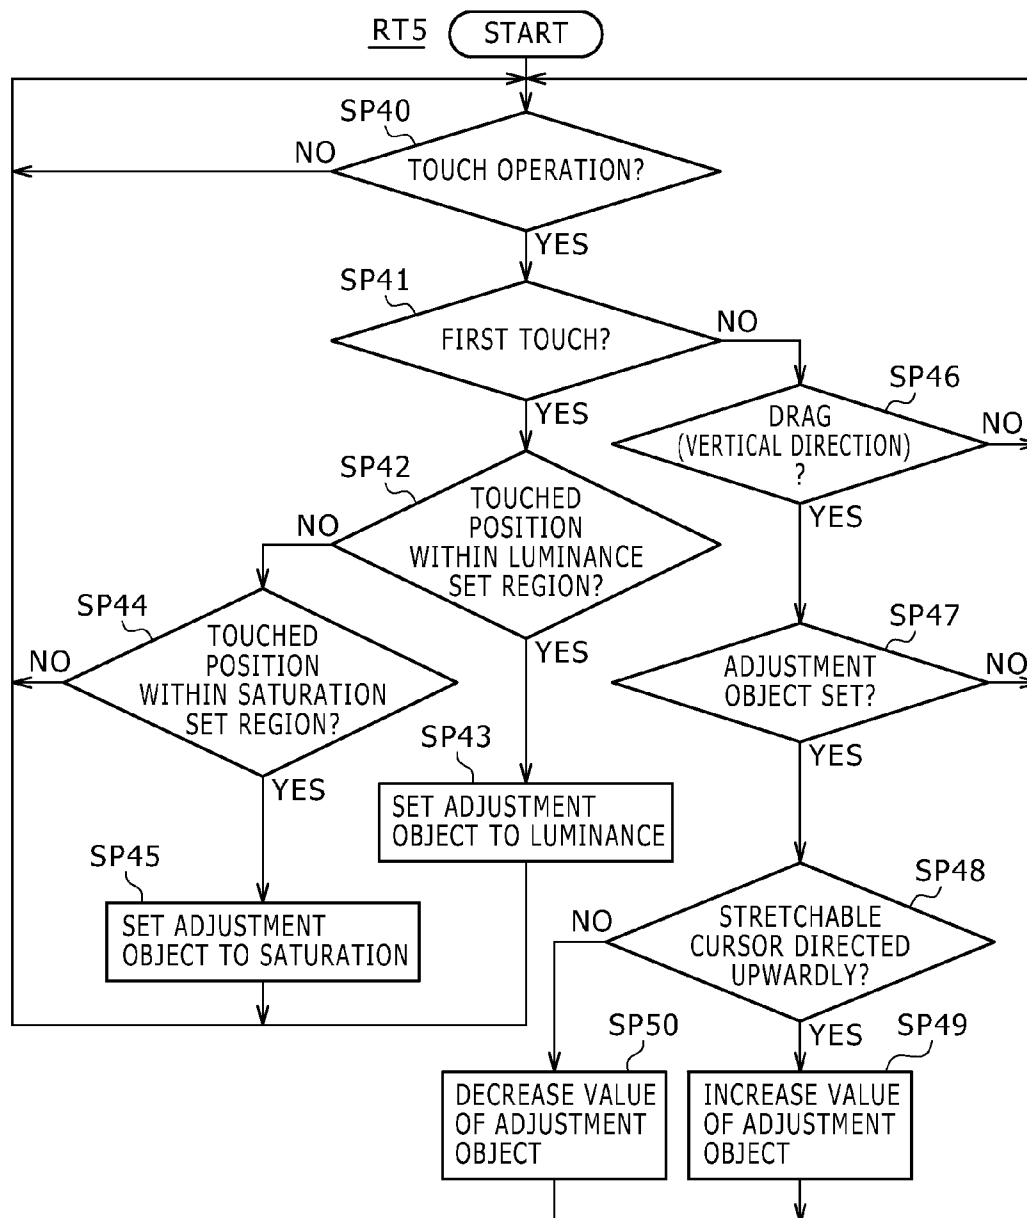 RT5
START
SP40
NO
TOUCH OPERATION?
YES
SP41
FIRST TOUCH?
NO
YES
SP46
DRAG
(VERTICAL DIRECTION)
?
NO
YES
SP42
TOUCHED
POSITION
WITHIN LUMINANCE
SET REGION?
NO
YES
SP44
TOUCHED
POSITION
WITHIN SATURATION
SET REGION?
NO
YES
SP47
ADJUSTMENT
OBJECT SET?
NO
YES
SP43
SET ADJUSTMENT
OBJECT TO LUMINANCE
SP45
SET ADJUSTMENT
OBJECT TO SATURATION
SP48
STRETCHABLE
CURSOR DIRECTED
UPWARDLY?
NO
YES
SP50
DECREASE VALUE
OF ADJUSTMENT
OBJECT
SP49
INCREASE VALUE
OF ADJUSTMENT
OBJECT